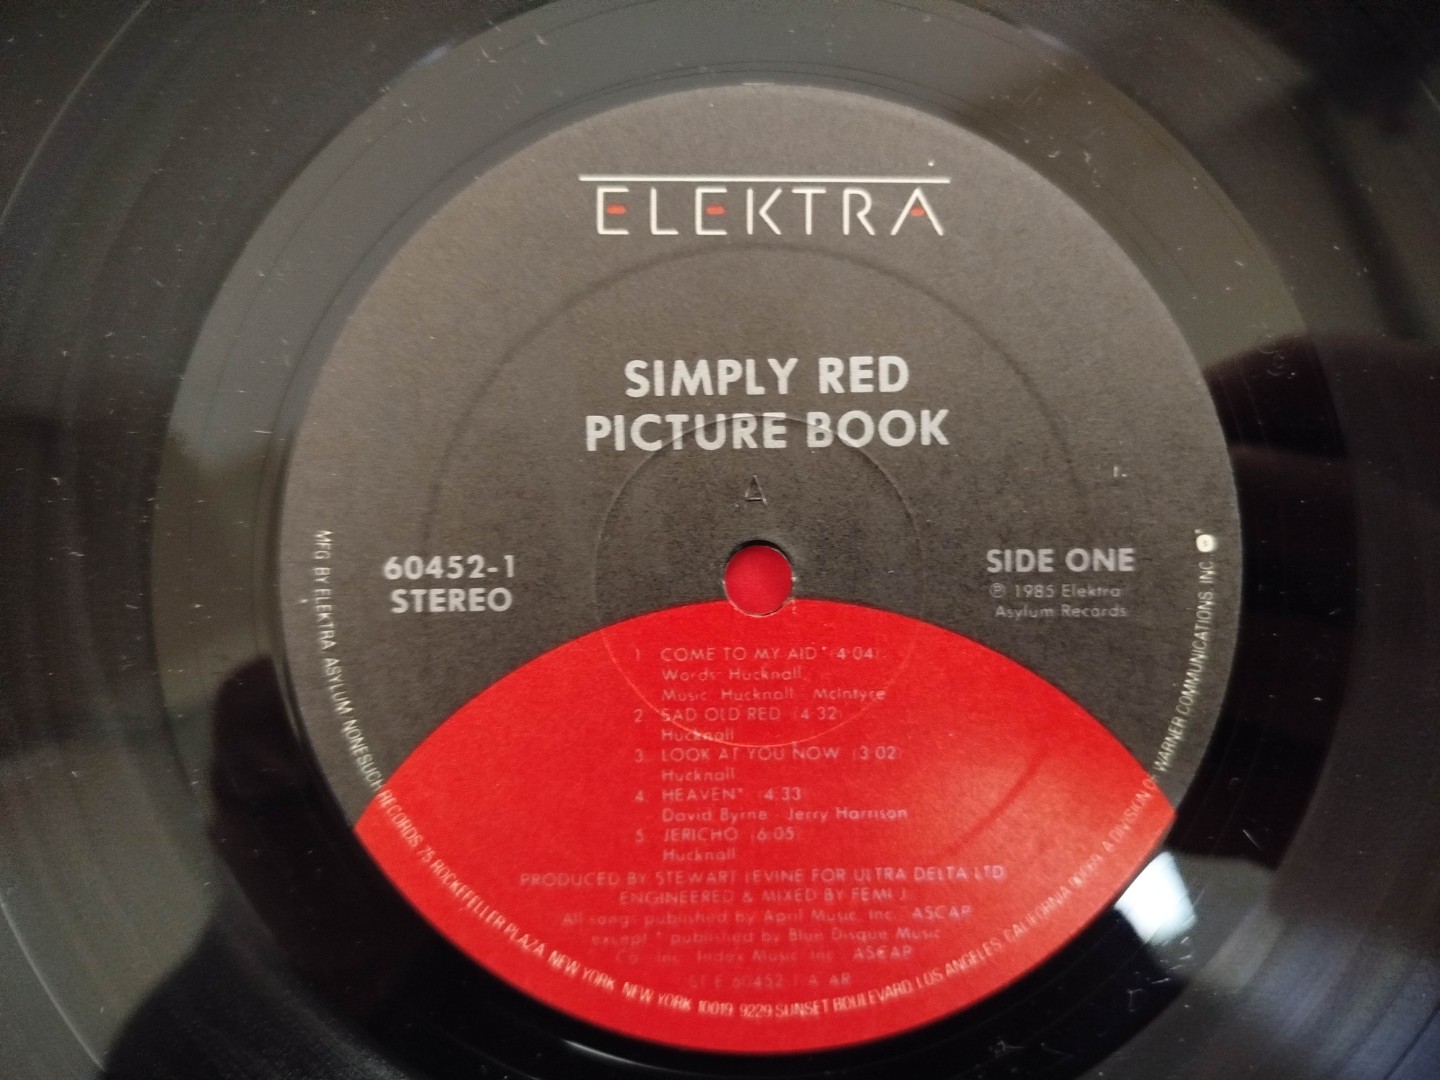 ELEKTRA
SIMPLY RED
PICTURE BOOK
A
60452-1
STEREO
SIDE ONE
℗ 1985 Elektra/
Asylum Records
1. COME TO MY AID* (4:04)
Words: Hucknall
Music: Hucknall McIntyre
2. SAD OLD RED (4:32)
Hucknall
3. LOOK AT YOU NOW (3:02)
Hucknall
4. HEAVEN* (4:33)
David Byrne Jerry Harrison
5. JERICHO (6:05)
Hucknall
PRODUCED BY STEWART LEVINE FOR ULTRA DELTA LTD
ENGINEERED & MIXED BY FEMI J.
All songs published by April Music, Inc. ASCAP
except * published by Blue Disque Music
Co., Inc. Index Music, Inc. ASCAP
ST E 60452-1 A AR
MFG BY ELEKTRA ASYLUM NONESUCH RECORDS 75 ROCKEFELLER PLAZA, NEW YORK, NEW YORK 10019 9229 SUNSET BOULEVARD, LOS ANGELES, CALIFORNIA 90069. A DIVISION OF WARNER COMMUNICATIONS INC.